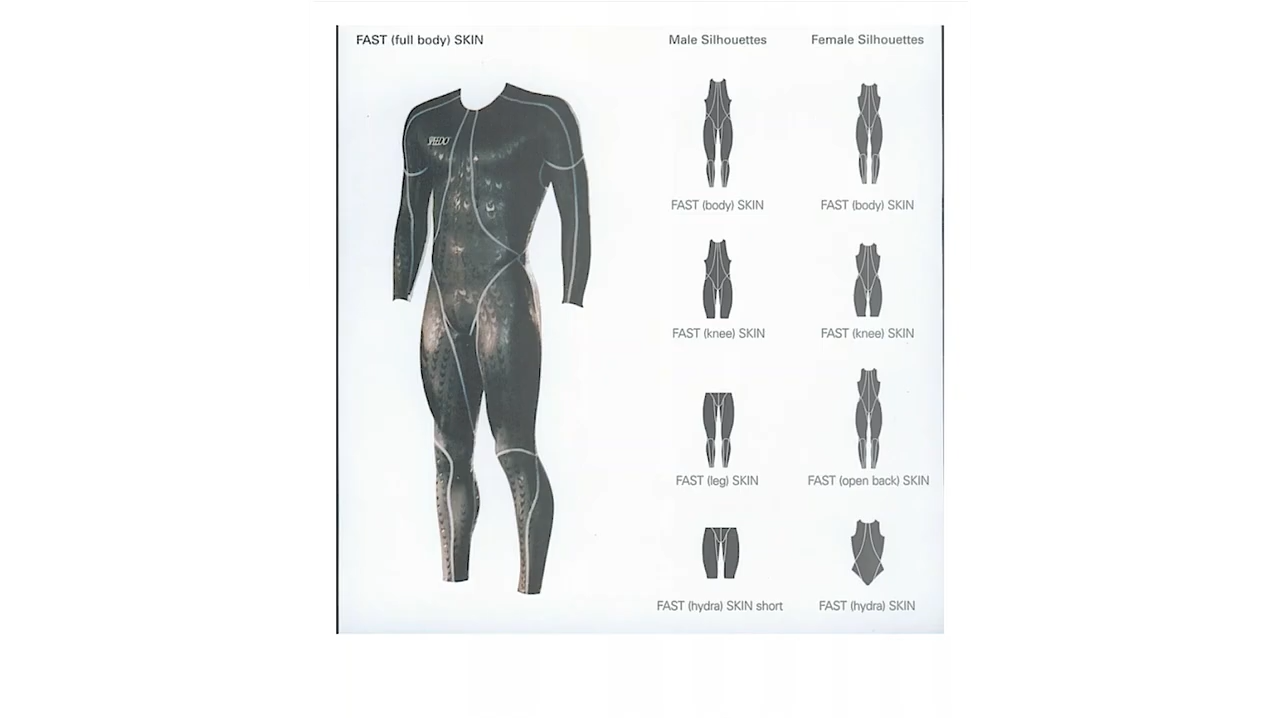 FAST (full body) SKIN
Male Silhouettes
Female Silhouettes
SPEEDO
FAST (body) SKIN
FAST (body) SKIN
FAST (knee) SKIN
FAST (knee) SKIN
FAST (leg) SKIN
FAST (open back) SKIN
FAST (hydra) SKIN short
FAST (hydra) SKIN